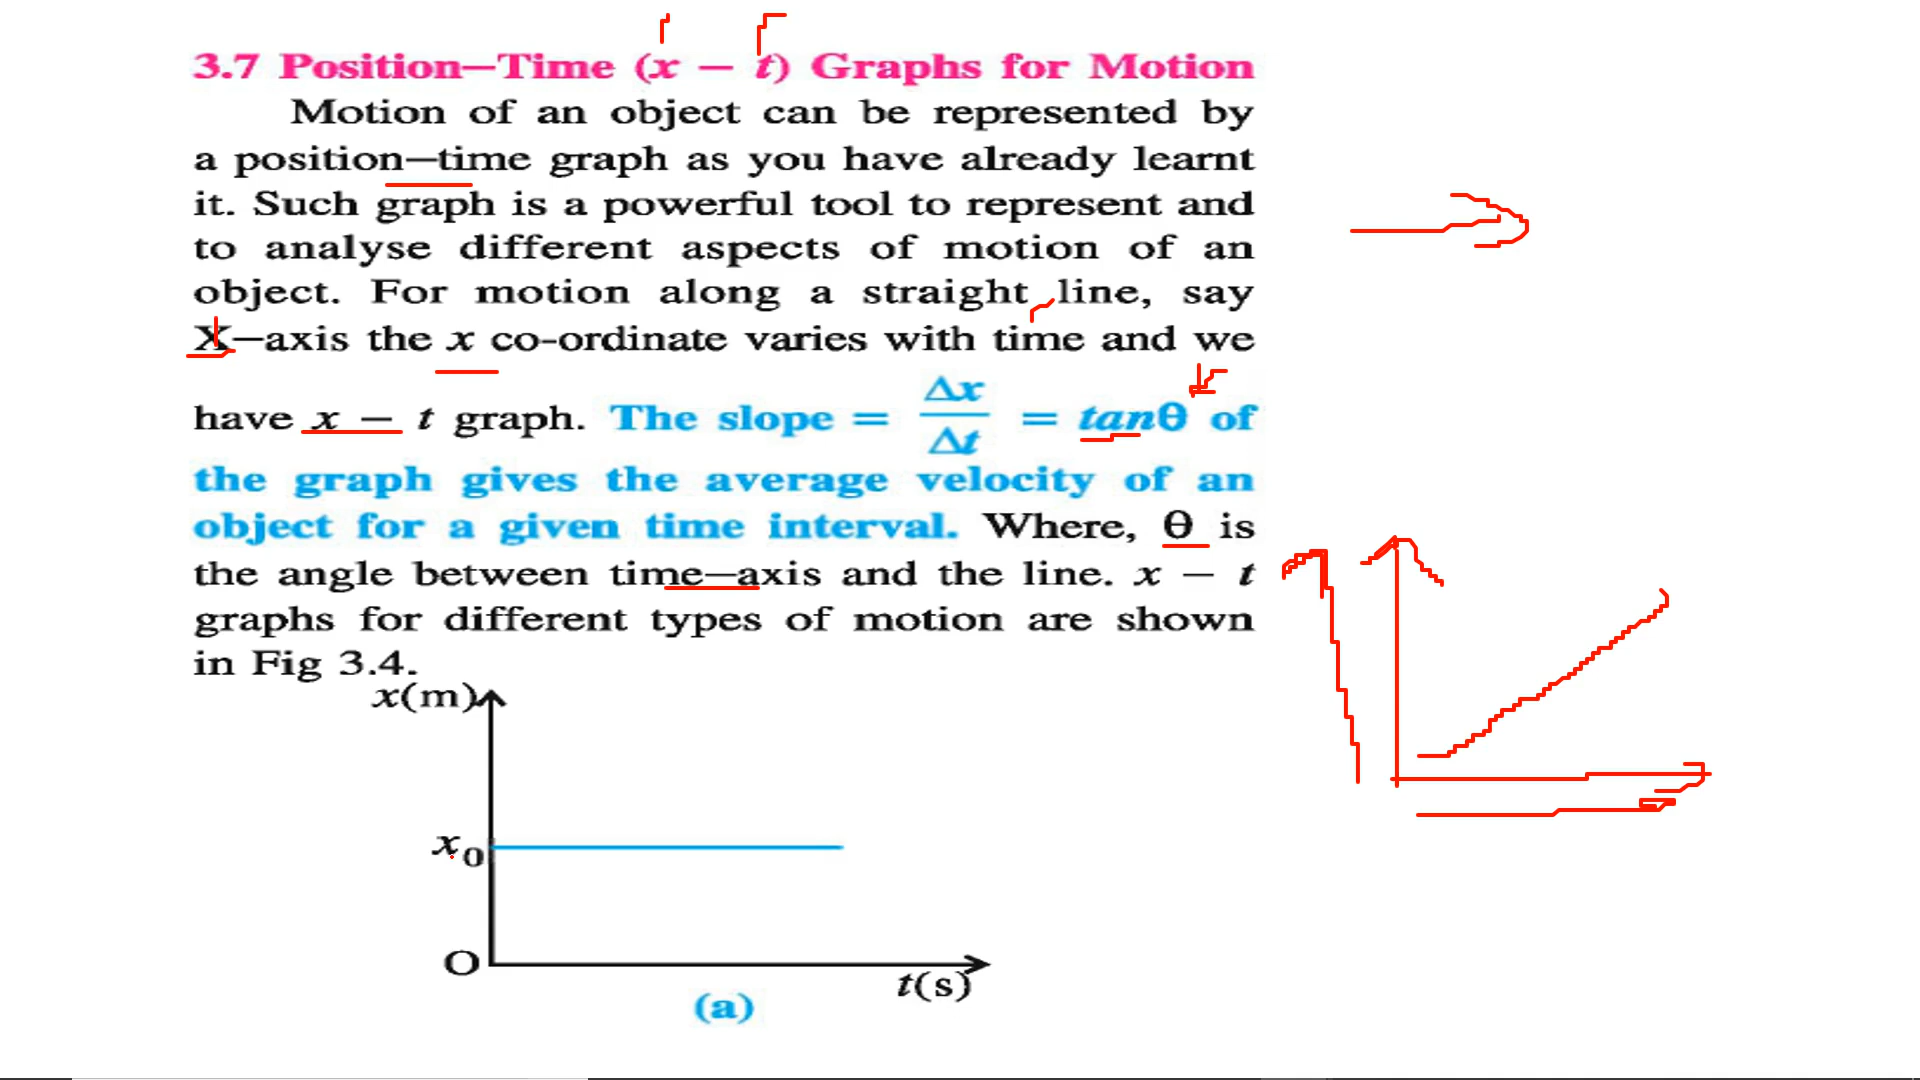 3.7 Position—Time (x − t) Graphs for Motion
Motion of an object can be represented by
a position—time graph as you have already learnt
it. Such graph is a powerful tool to represent and
to analyse different aspects of motion of an
object. For motion along a straight line, say
X—axis the x co-ordinate varies with time and we
have x − t graph. The slope = Δx/Δt = tanθ of
the graph gives the average velocity of an
object for a given time interval. Where, θ is
the angle between time—axis and the line. x − t
graphs for different types of motion are shown
in Fig 3.4.
x(m)
x₀
O
t(s)
(a)